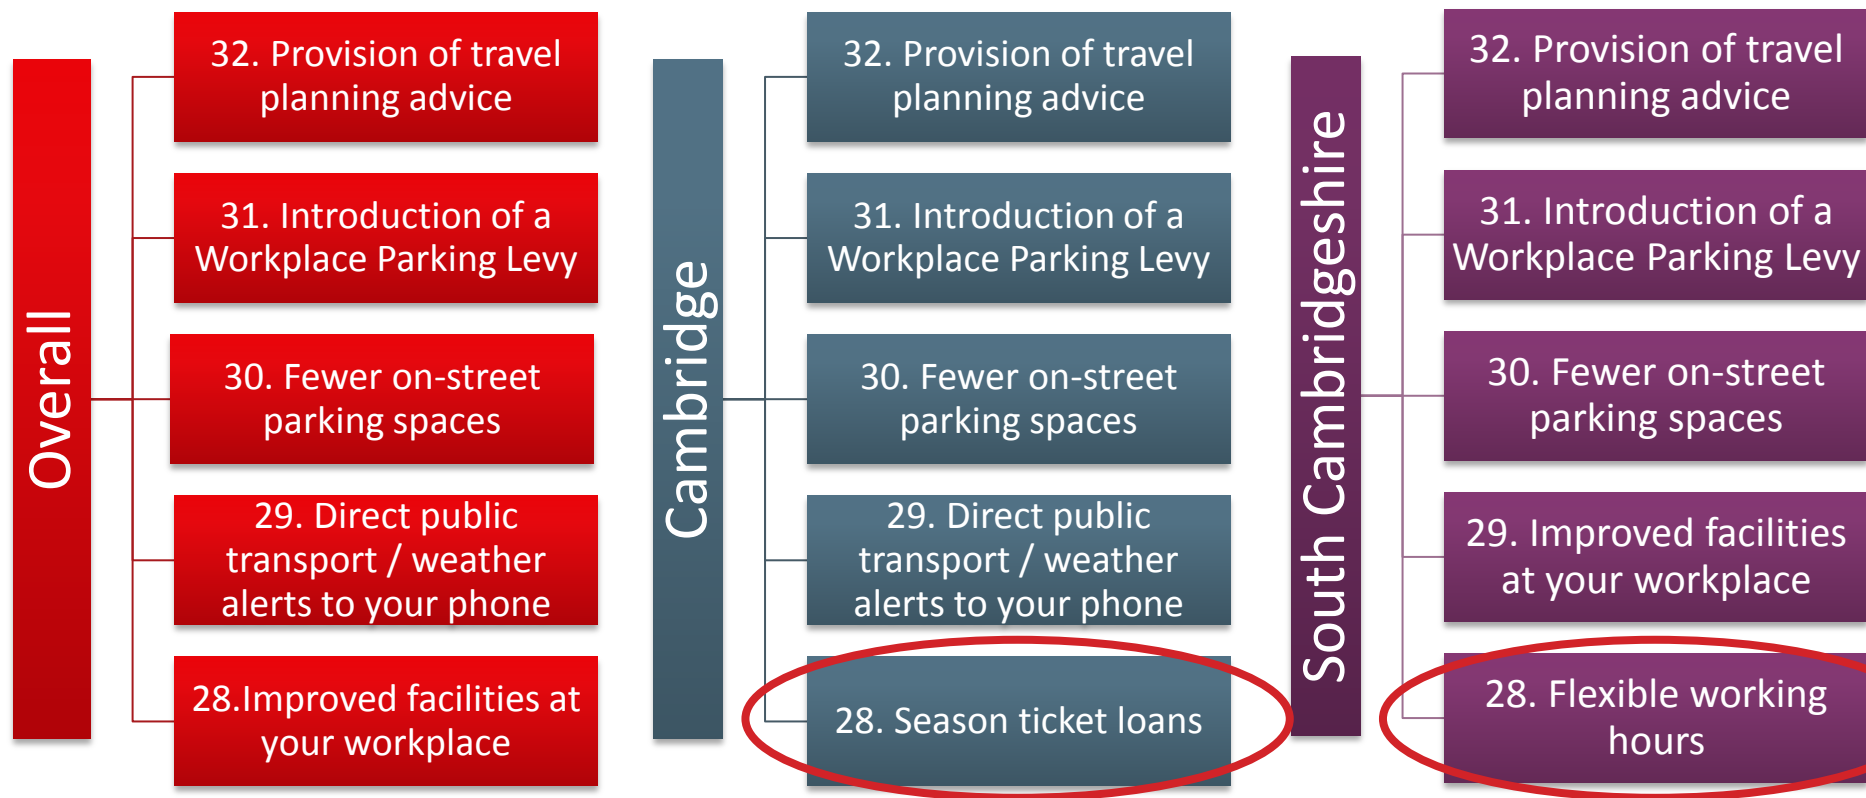 Overall
32. Provision of travel
planning advice
31. Introduction of a
Workplace Parking Levy
30. Fewer on-street
parking spaces
29. Direct public
transport / weather
alerts to your phone
28.Improved facilities at
your workplace
Cambridge
32. Provision of travel
planning advice
31. Introduction of a
Workplace Parking Levy
30. Fewer on-street
parking spaces
29. Direct public
transport / weather
alerts to your phone
28. Season ticket loans
South Cambridgeshire
32. Provision of travel
planning advice
31. Introduction of a
Workplace Parking Levy
30. Fewer on-street
parking spaces
29. Improved facilities
at your workplace
28. Flexible working
hours